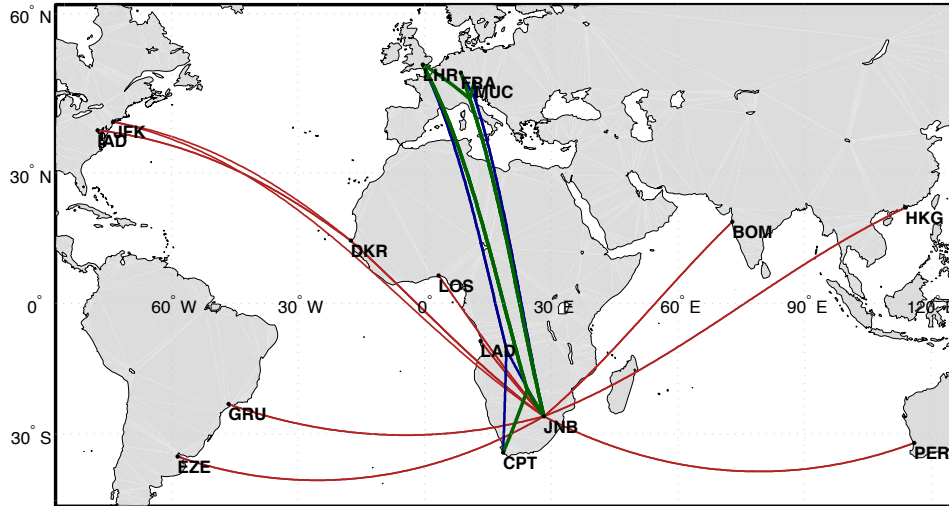 60° N
LHR
FRA
MUC
JFK
IAD
30° N
HKG
BOM
DKR
LOS
0°
60° W
30° W
0°
30° E
60° E
90° E
120° E
LAD
GRU
JNB
30° S
EZE
CPT
PER